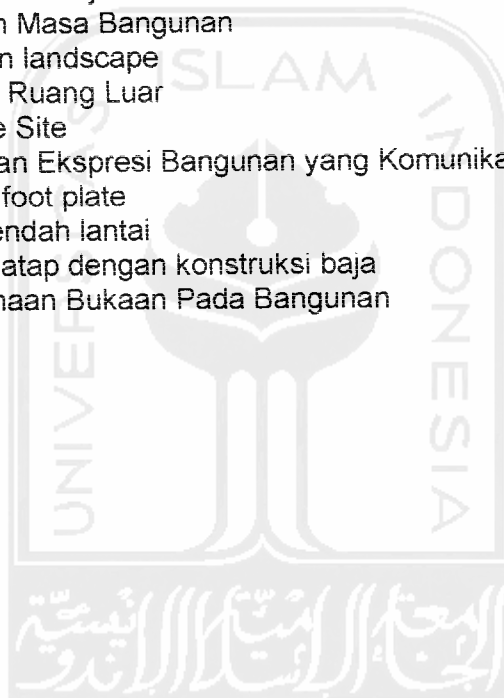 n Masa Bangunan
n landscape
Ruang Luar
e Site
an Ekspresi Bangunan yang Komunika
foot plate
endah lantai
atap dengan konstruksi baja
naan Bukaan Pada Bangunan
UNIVERSITAS
ISLAM
INDONESIA